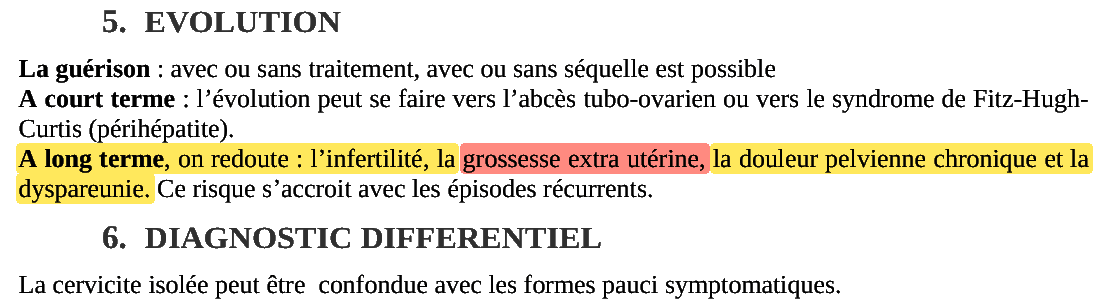 5. EVOLUTION
La guérison : avec ou sans traitement, avec ou sans séquelle est possible
A court terme : l’évolution peut se faire vers l’abcès tubo-ovarien ou vers le syndrome de Fitz-Hugh-
Curtis (périhépatite).
A long terme, on redoute : l’infertilité, la grossesse extra utérine, la douleur pelvienne chronique et la
dyspareunie. Ce risque s’accroit avec les épisodes récurrents.
6. DIAGNOSTIC DIFFERENTIEL
La cervicite isolée peut être  confondue avec les formes pauci symptomatiques.